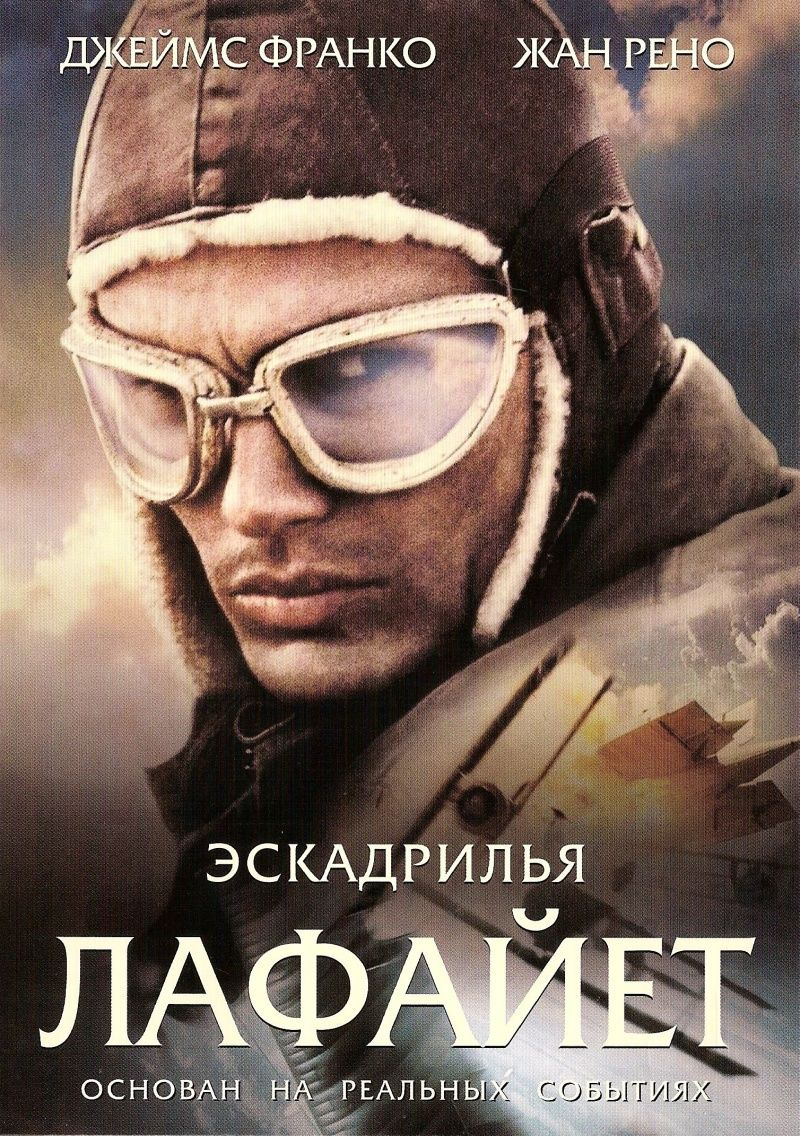 ДЖЕЙМС ФРАНКО ЖАН РЕНО
ЭСКАДРИЛЬЯ
ЛАФАЙЕТ
ОСНОВАН НА РЕАЛЬНЫХ СОБЫТИЯХ